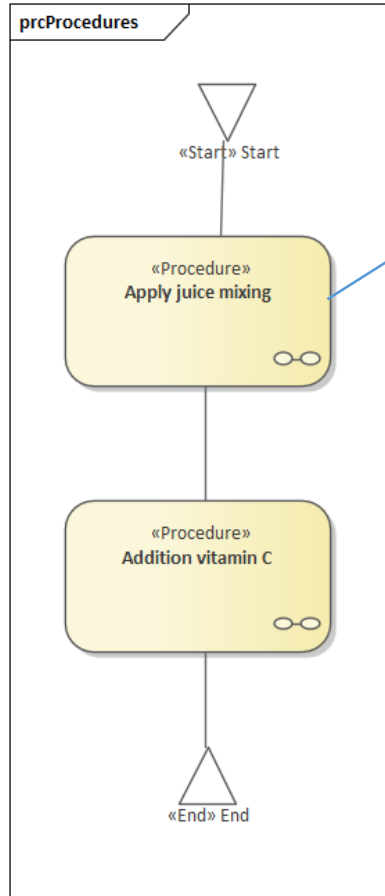 prcProcedures
«Start» Start
«Procedure»
Apply juice mixing
«Procedure»
Addition vitamin C
«End» End